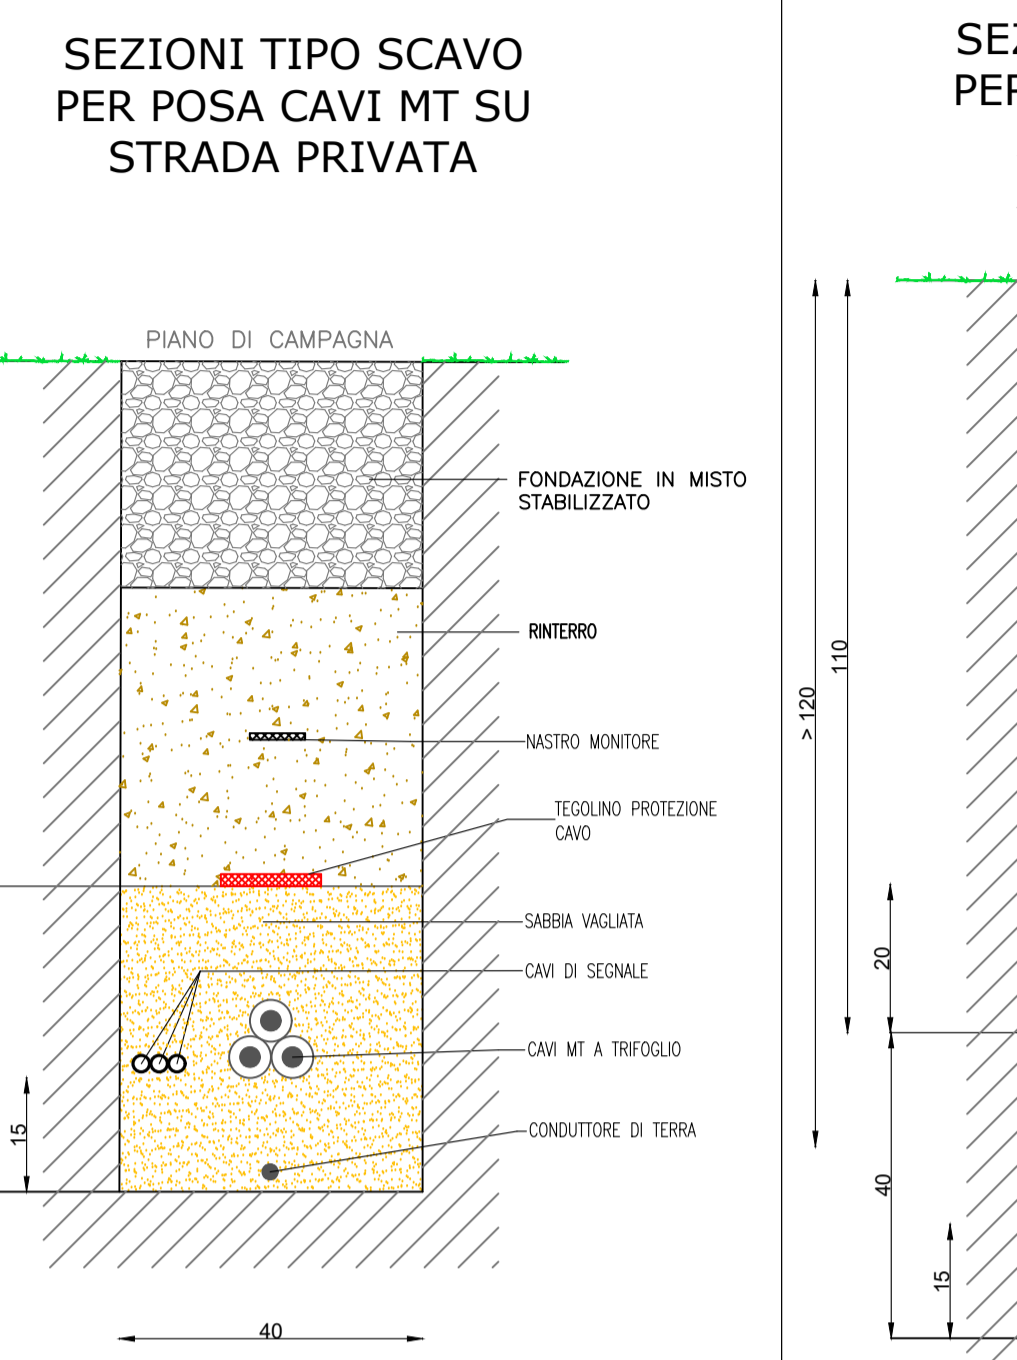 SEZIONI TIPO SCAVO
PER POSA CAVI MT SU
STRADA PRIVATA
PIANO DI CAMPAGNA
FONDAZIONE IN MISTO
STABILIZZATO
RINTERRO
NASTRO MONITORE
TEGOLINO PROTEZIONE
CAVO
SABBIA VAGLIATA
CAVI DI SEGNALE
CAVI MT A TRIFOGLIO
CONDUTTORE DI TERRA
15
40
SEZ
PER
> 120
110
20
40
15